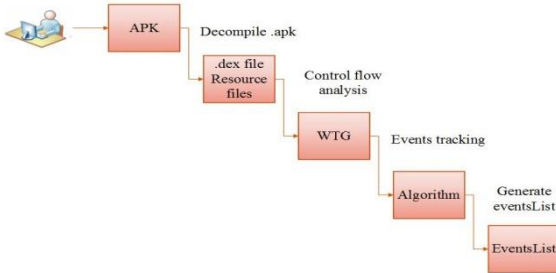 APK
Decompile .apk
.dex file
Resource
files
Control flow
analysis
WTG
Events tracking
Algorithm
Generate
eventsList
EventsList